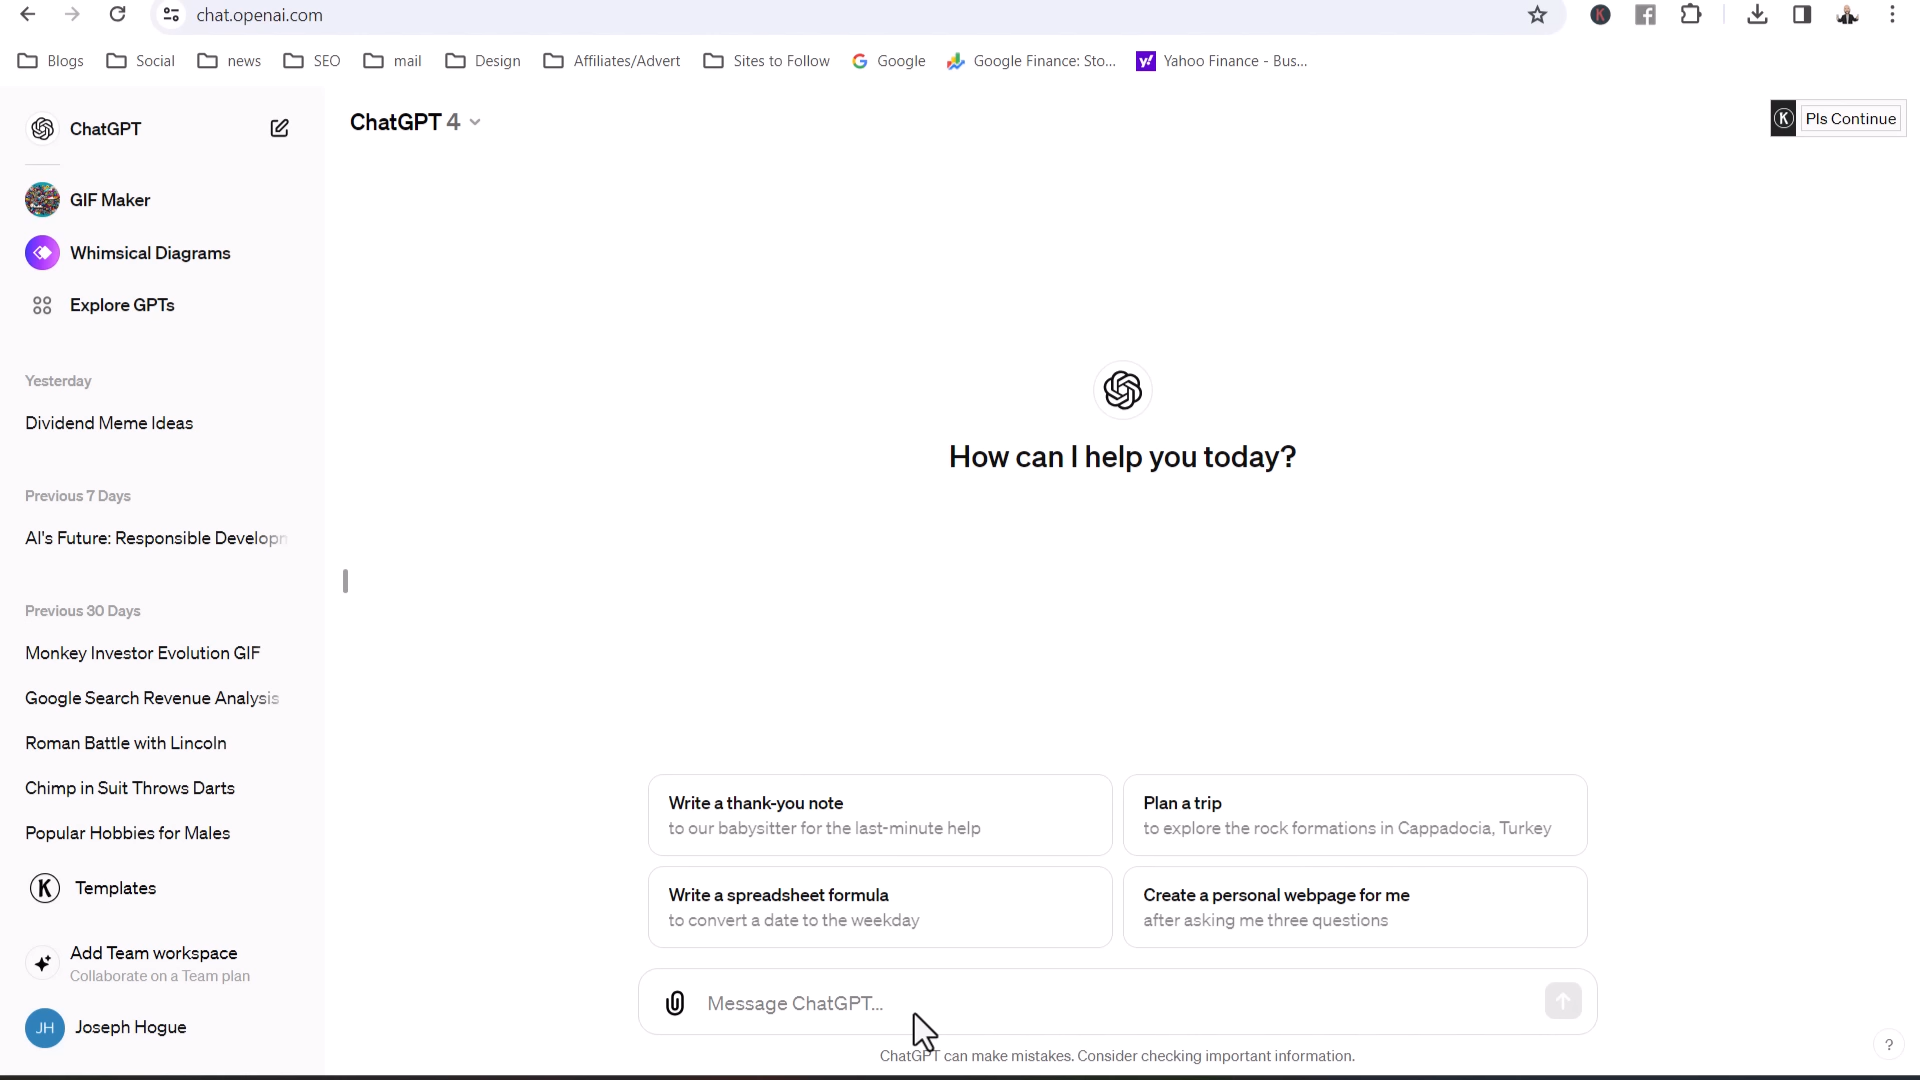 chat.openai.com
Blogs
Social
news
SEO
mail
Design
Affiliates/Advert
Sites to Follow
Google
Google Finance: Sto...
Yahoo Finance - Bus...
ChatGPT
ChatGPT 4
K Pls Continue
GIF Maker
Whimsical Diagrams
Explore GPTs
Yesterday
Dividend Meme Ideas
Previous 7 Days
AI's Future: Responsible Developm
Previous 30 Days
Monkey Investor Evolution GIF
Google Search Revenue Analysis
Roman Battle with Lincoln
Chimp in Suit Throws Darts
Popular Hobbies for Males
K Templates
Add Team workspace
Collaborate on a Team plan
JH Joseph Hogue
How can I help you today?
Write a thank-you note
to our babysitter for the last-minute help
Plan a trip
to explore the rock formations in Cappadocia, Turkey
Write a spreadsheet formula
to convert a date to the weekday
Create a personal webpage for me
after asking me three questions
Message ChatGPT...
ChatGPT can make mistakes. Consider checking important information.
?